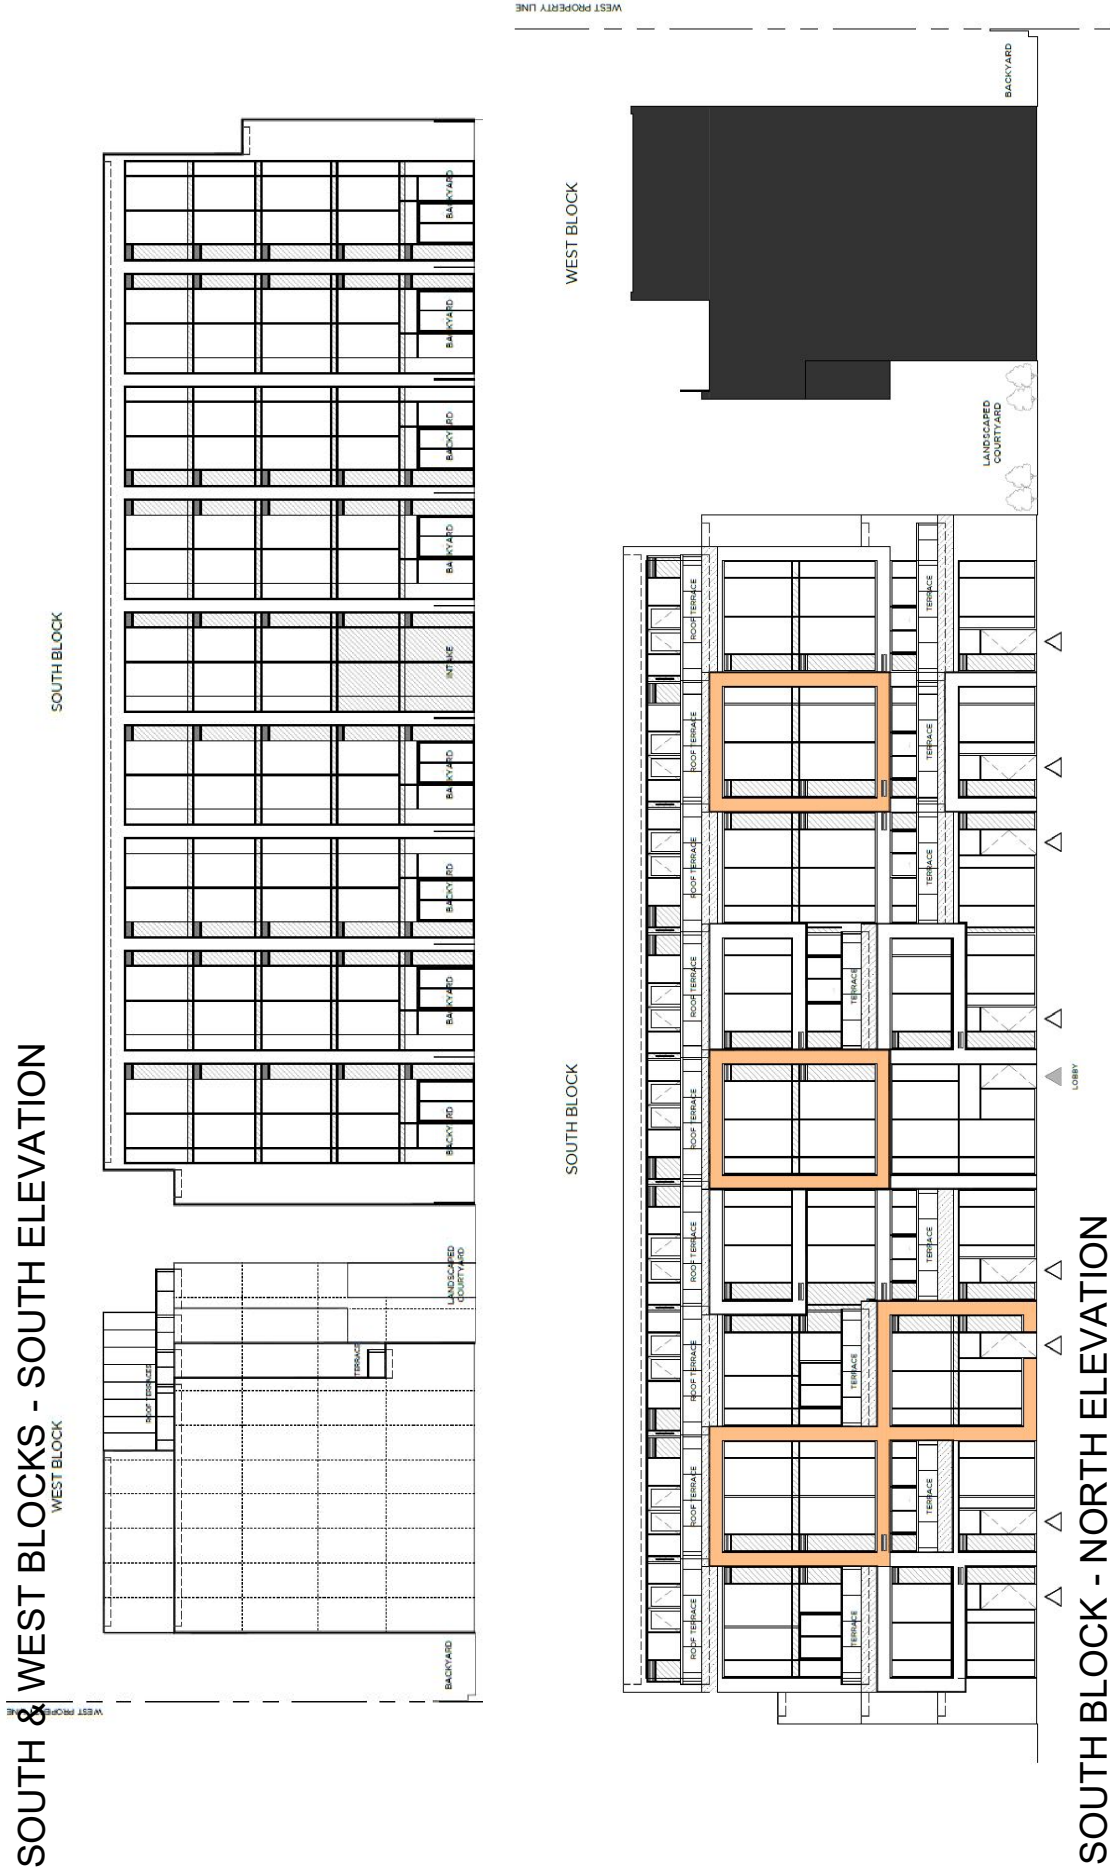 SOUTH & WEST BLOCKS - SOUTH ELEVATION
WEST BLOCK
SOUTH BLOCK
WEST PROPERTY LINE
ROOF TERRACES
TERRACE
BACKYARD
LANDSCAPED
COURTYARD
BACKYARD
BACKYARD
BACKYARD
BACKYARD
INTAKE
BACKYARD
BACKYARD
BACKYARD
BACKYARD
WEST PROPERTY LINE
SOUTH BLOCK
WEST BLOCK
ROOF TERRACE
ROOF TERRACE
ROOF TERRACE
ROOF TERRACE
ROOF TERRACE
ROOF TERRACE
ROOF TERRACE
ROOF TERRACE
ROOF TERRACE
TERRACE
TERRACE
TERRACE
TERRACE
TERRACE
TERRACE
TERRACE
TERRACE
LANDSCAPED
COURTYARD
BACKYARD
LOBBY
SOUTH BLOCK - NORTH ELEVATION